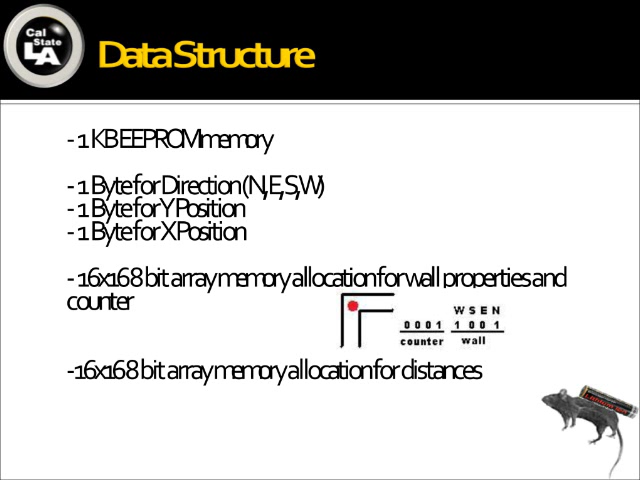 Cal
State
LA
Data Structure
- 1 KB EEPROM memory
- 1 Byte for Direction (N,E,S,W)
- 1 Byte for Y Position
- 1 Byte for X Position
- 16x16 8 bit array memory allocation for wall properties and
counter
W S E N
0 0 0 1 1 0 0 1
counter wall
-16x16 8 bit array memory allocation for distances